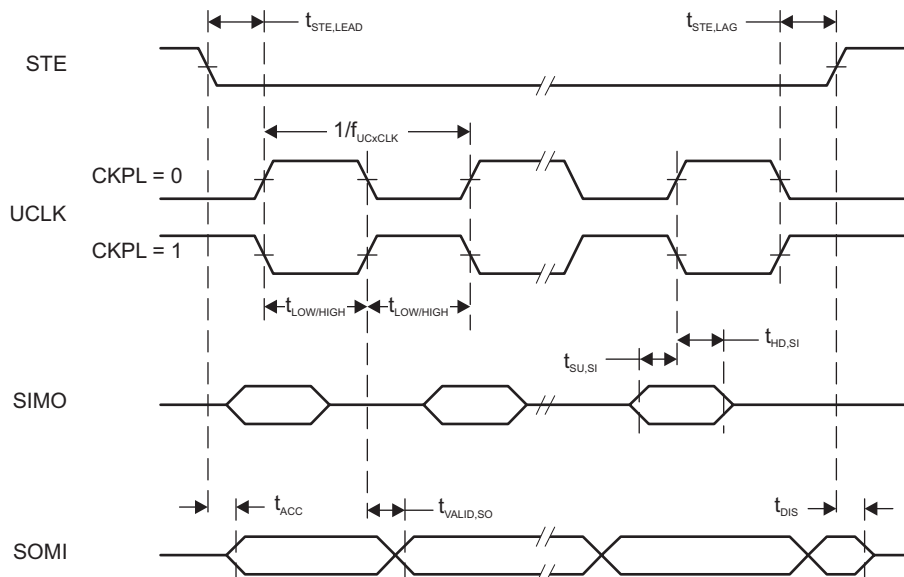 tSTE,LEAD
tSTE,LAG
STE
1/fUCxCLK
CKPL = 0
UCLK
CKPL = 1
tLOW/HIGH tLOW/HIGH
tHD,SI
tSU,SI
SIMO
tACC
tVALID,SO
tDIS
SOMI